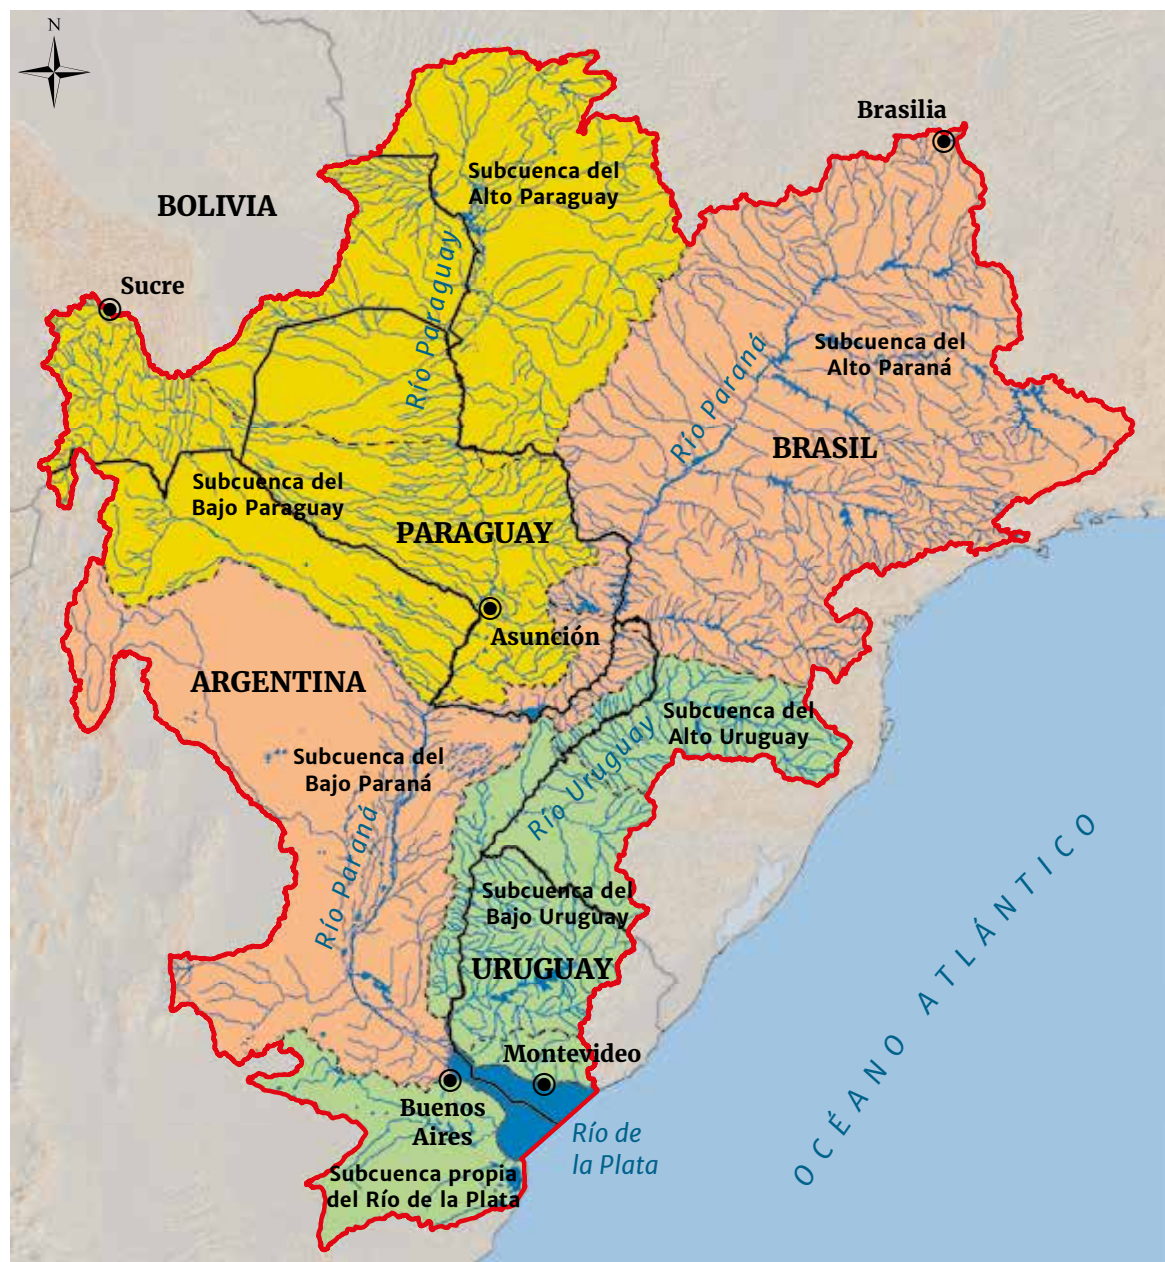 N
Brasilia
Subcuenca del
Alto Paraguay
BOLIVIA
Sucre
Río Paraguay
Subcuenca del
Alto Paraná
Río Paraná
BRASIL
Subcuenca del
Bajo Paraguay
PARAGUAY
Asunción
ARGENTINA
Subcuenca del
Alto Uruguay
Subcuenca del
Bajo Paraná
Río Uruguay
Río Paraná
Subcuenca del
Bajo Uruguay
URUGUAY
OCÉANO ATLÁNTICO
Montevideo
Buenos
Aires
Río de
la Plata
Subcuenca propia
del Río de la Plata